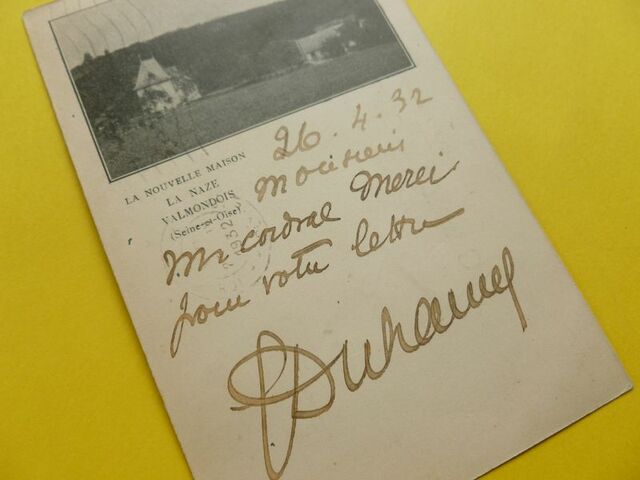 LA NOUVELLE MAISON
LA NAZE
VALMONDOIS
(Seine-et-Oise)
26.4.32
Monsieur
Un cordial Merci
pour votre lettre
Duhamel